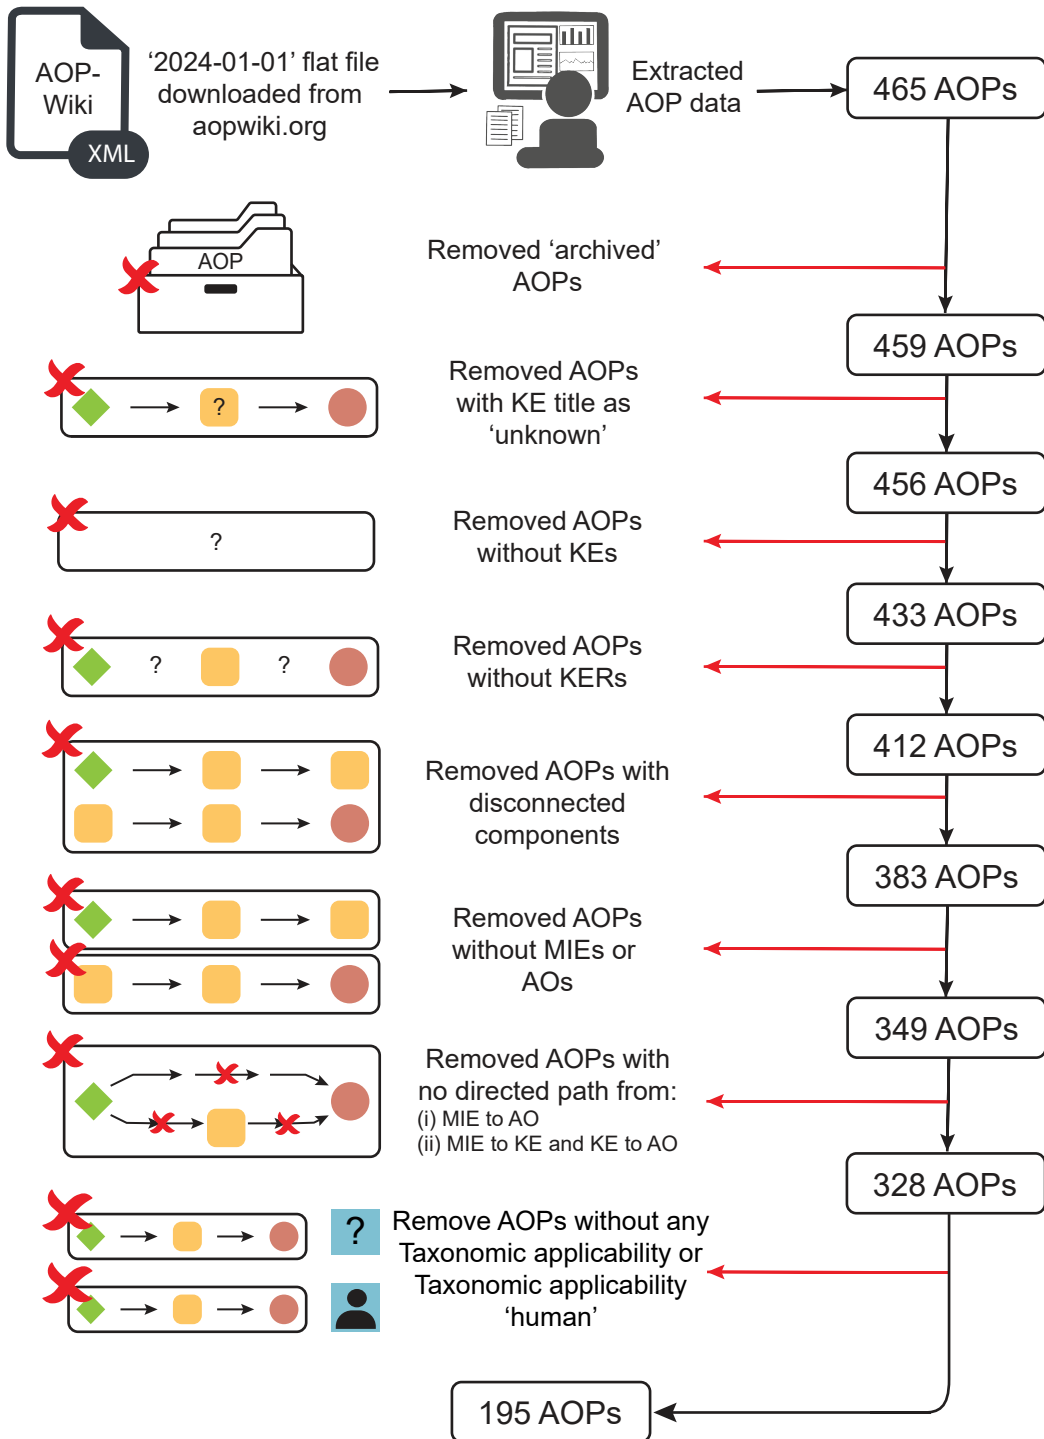 AOP-
Wiki
XML
‘2024-01-01’ flat file
downloaded from
aopwiki.org
Extracted
AOP data
465 AOPs
AOP
Removed ‘archived’
AOPs
459 AOPs
?
Removed AOPs
with KE title as
‘unknown’
456 AOPs
?
Removed AOPs
without KEs
433 AOPs
? ?
Removed AOPs
without KERs
412 AOPs
Removed AOPs with
disconnected
components
383 AOPs
Removed AOPs
without MIEs or
AOs
349 AOPs
Removed AOPs with
no directed path from:
(i) MIE to AO
(ii) MIE to KE and KE to AO
328 AOPs
?
Remove AOPs without any
Taxonomic applicability or
Taxonomic applicability
‘human’
195 AOPs